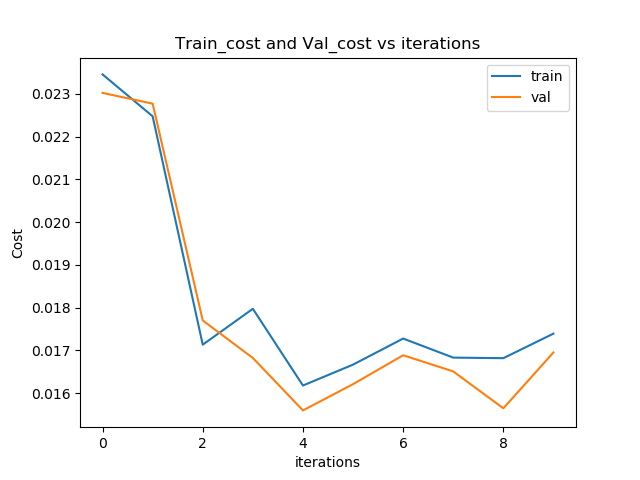 Train_cost and Val_cost vs iterations
train
val
0.023
0.022
0.021
0.020
0.019
0.018
0.017
0.016
Cost
0 2 4 6 8
iterations